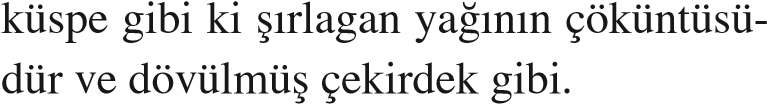 küspe gibi ki şırlagan yağının çöküntüsü-
dür ve dövülmüş çekirdek gibi.